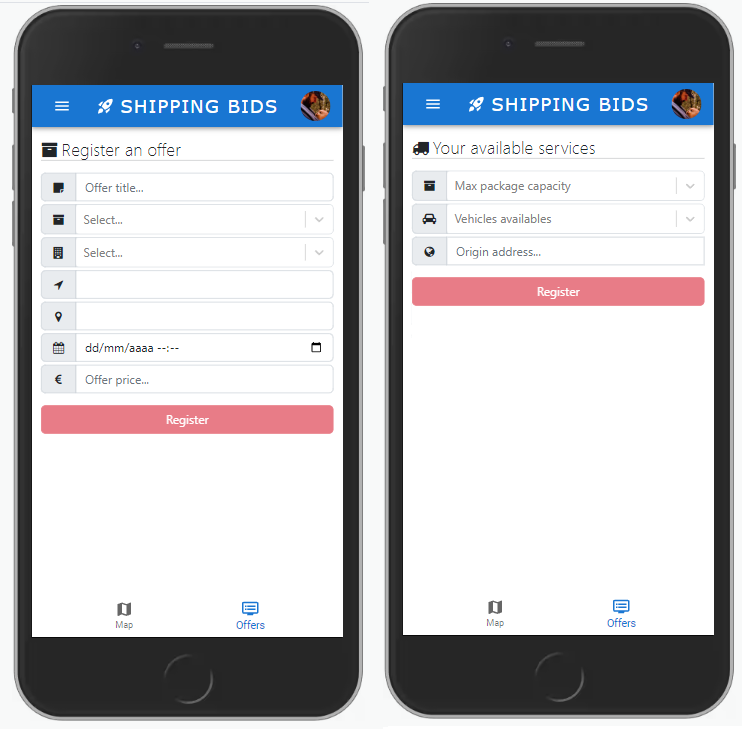 SHIPPING BIDS
Register an offer
Offer title...
Select...
Select...
dd/mm/aaaa --:--
€
Offer price...
Register
Map
Offers
SHIPPING BIDS
Your available services
Max package capacity
Vehicles availables
Origin address...
Register
Map
Offers